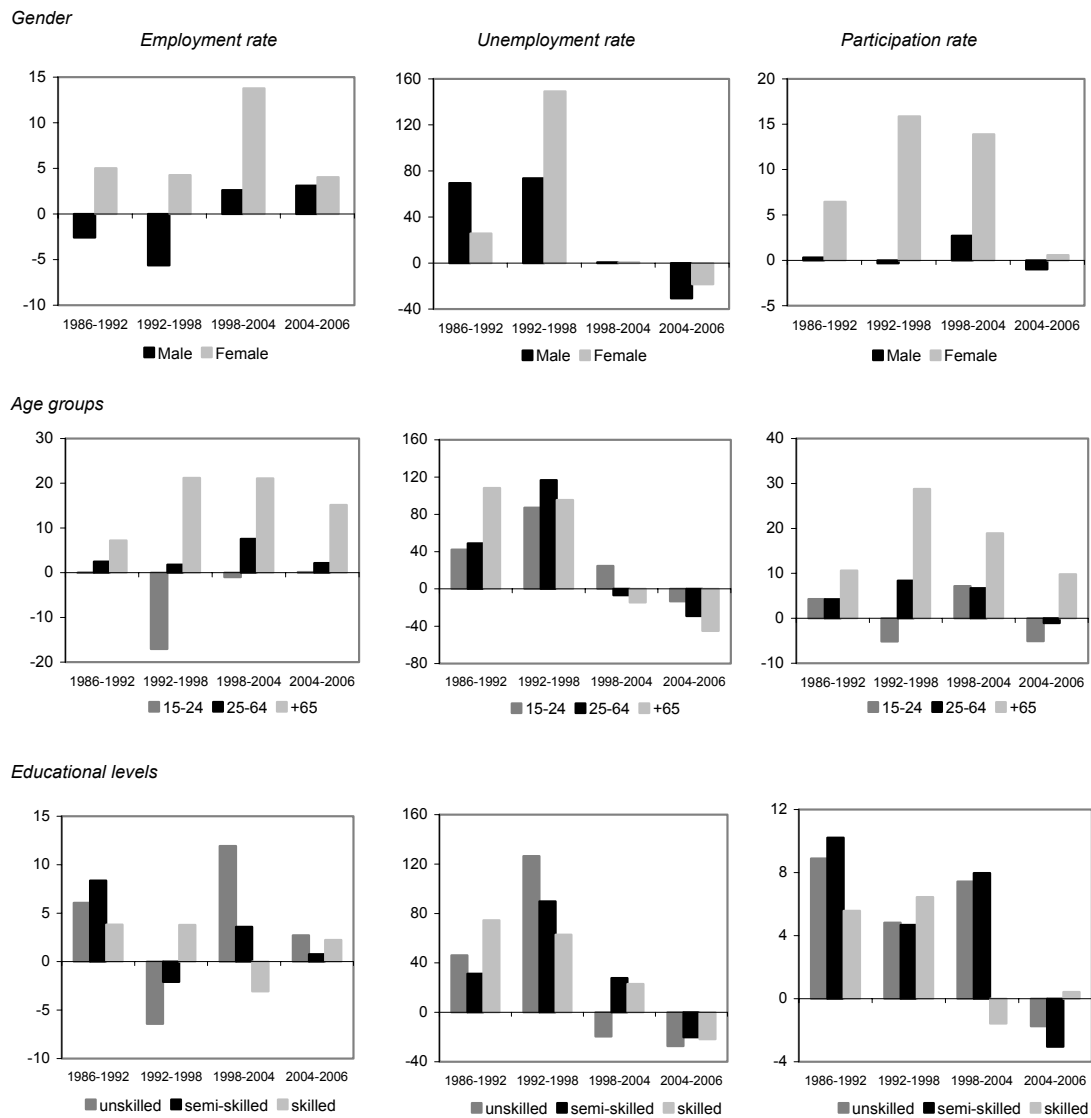 Gender
Employment rate Unemployment rate Participation rate
15
10
5
0
-5
-10
1986-1992 1992-1998 1998-2004 2004-2006
Male Female
160
120
80
40
0
-40
1986-1992 1992-1998 1998-2004 2004-2006
Male Female
20
15
10
5
0
-5
1986-1992 1992-1998 1998-2004 2004-2006
Male Female
Age groups
30
20
10
0
-10
-20
1986-1992 1992-1998 1998-2004 2004-2006
15-24 25-64 +65
160
120
80
40
0
-40
-80
1986-1992 1992-1998 1998-2004 2004-2006
15-24 25-64 +65
40
30
20
10
0
-10
1986-1992 1992-1998 1998-2004 2004-2006
15-24 25-64 +65
Educational levels
15
10
5
0
-5
-10
1986-1992 1992-1998 1998-2004 2004-2006
unskilled semi-skilled skilled
160
120
80
40
0
-40
1986-1992 1992-1998 1998-2004 2004-2006
unskilled semi-skilled skilled
12
8
4
0
-4
1986-1992 1992-1998 1998-2004 2004-2006
unskilled semi-skilled skilled